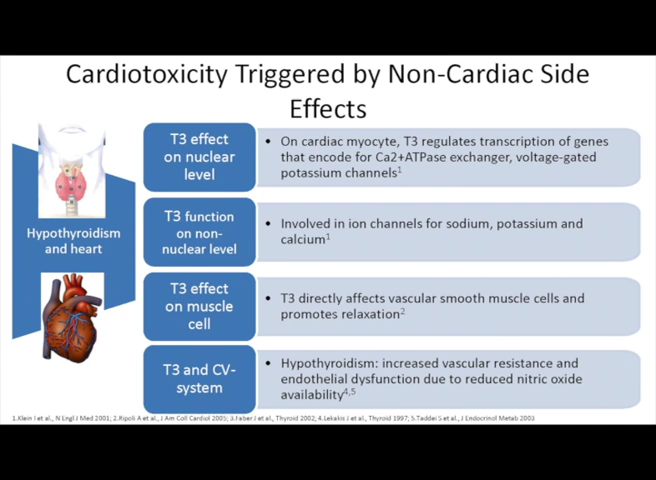 Cardiotoxicity Triggered by Non-Cardiac Side
Effects
Hypothyroidism
and heart
T3 effect
on nuclear
level
• On cardiac myocyte, T3 regulates transcription of genes
that encode for Ca2+ATPase exchanger, voltage-gated
potassium channels1
T3 function
on non-
nuclear level
• Involved in ion channels for sodium, potassium and
calcium1
T3 effect
on muscle
cell
• T3 directly affects vascular smooth muscle cells and
promotes relaxation2
T3 and CV-
system
• Hypothyroidism: increased vascular resistance and
endothelial dysfunction due to reduced nitric oxide
availability4,5
1.Klein I et al., N Engl J Med 2001; 2.Ripoli A et al., J Am Coll Cardiol 2005; 3.Faber J et al., Thyroid 2002; 4.Lekakis J et al., Thyroid 1997; 5.Taddei S et al., J Endocrinol Metab 2003